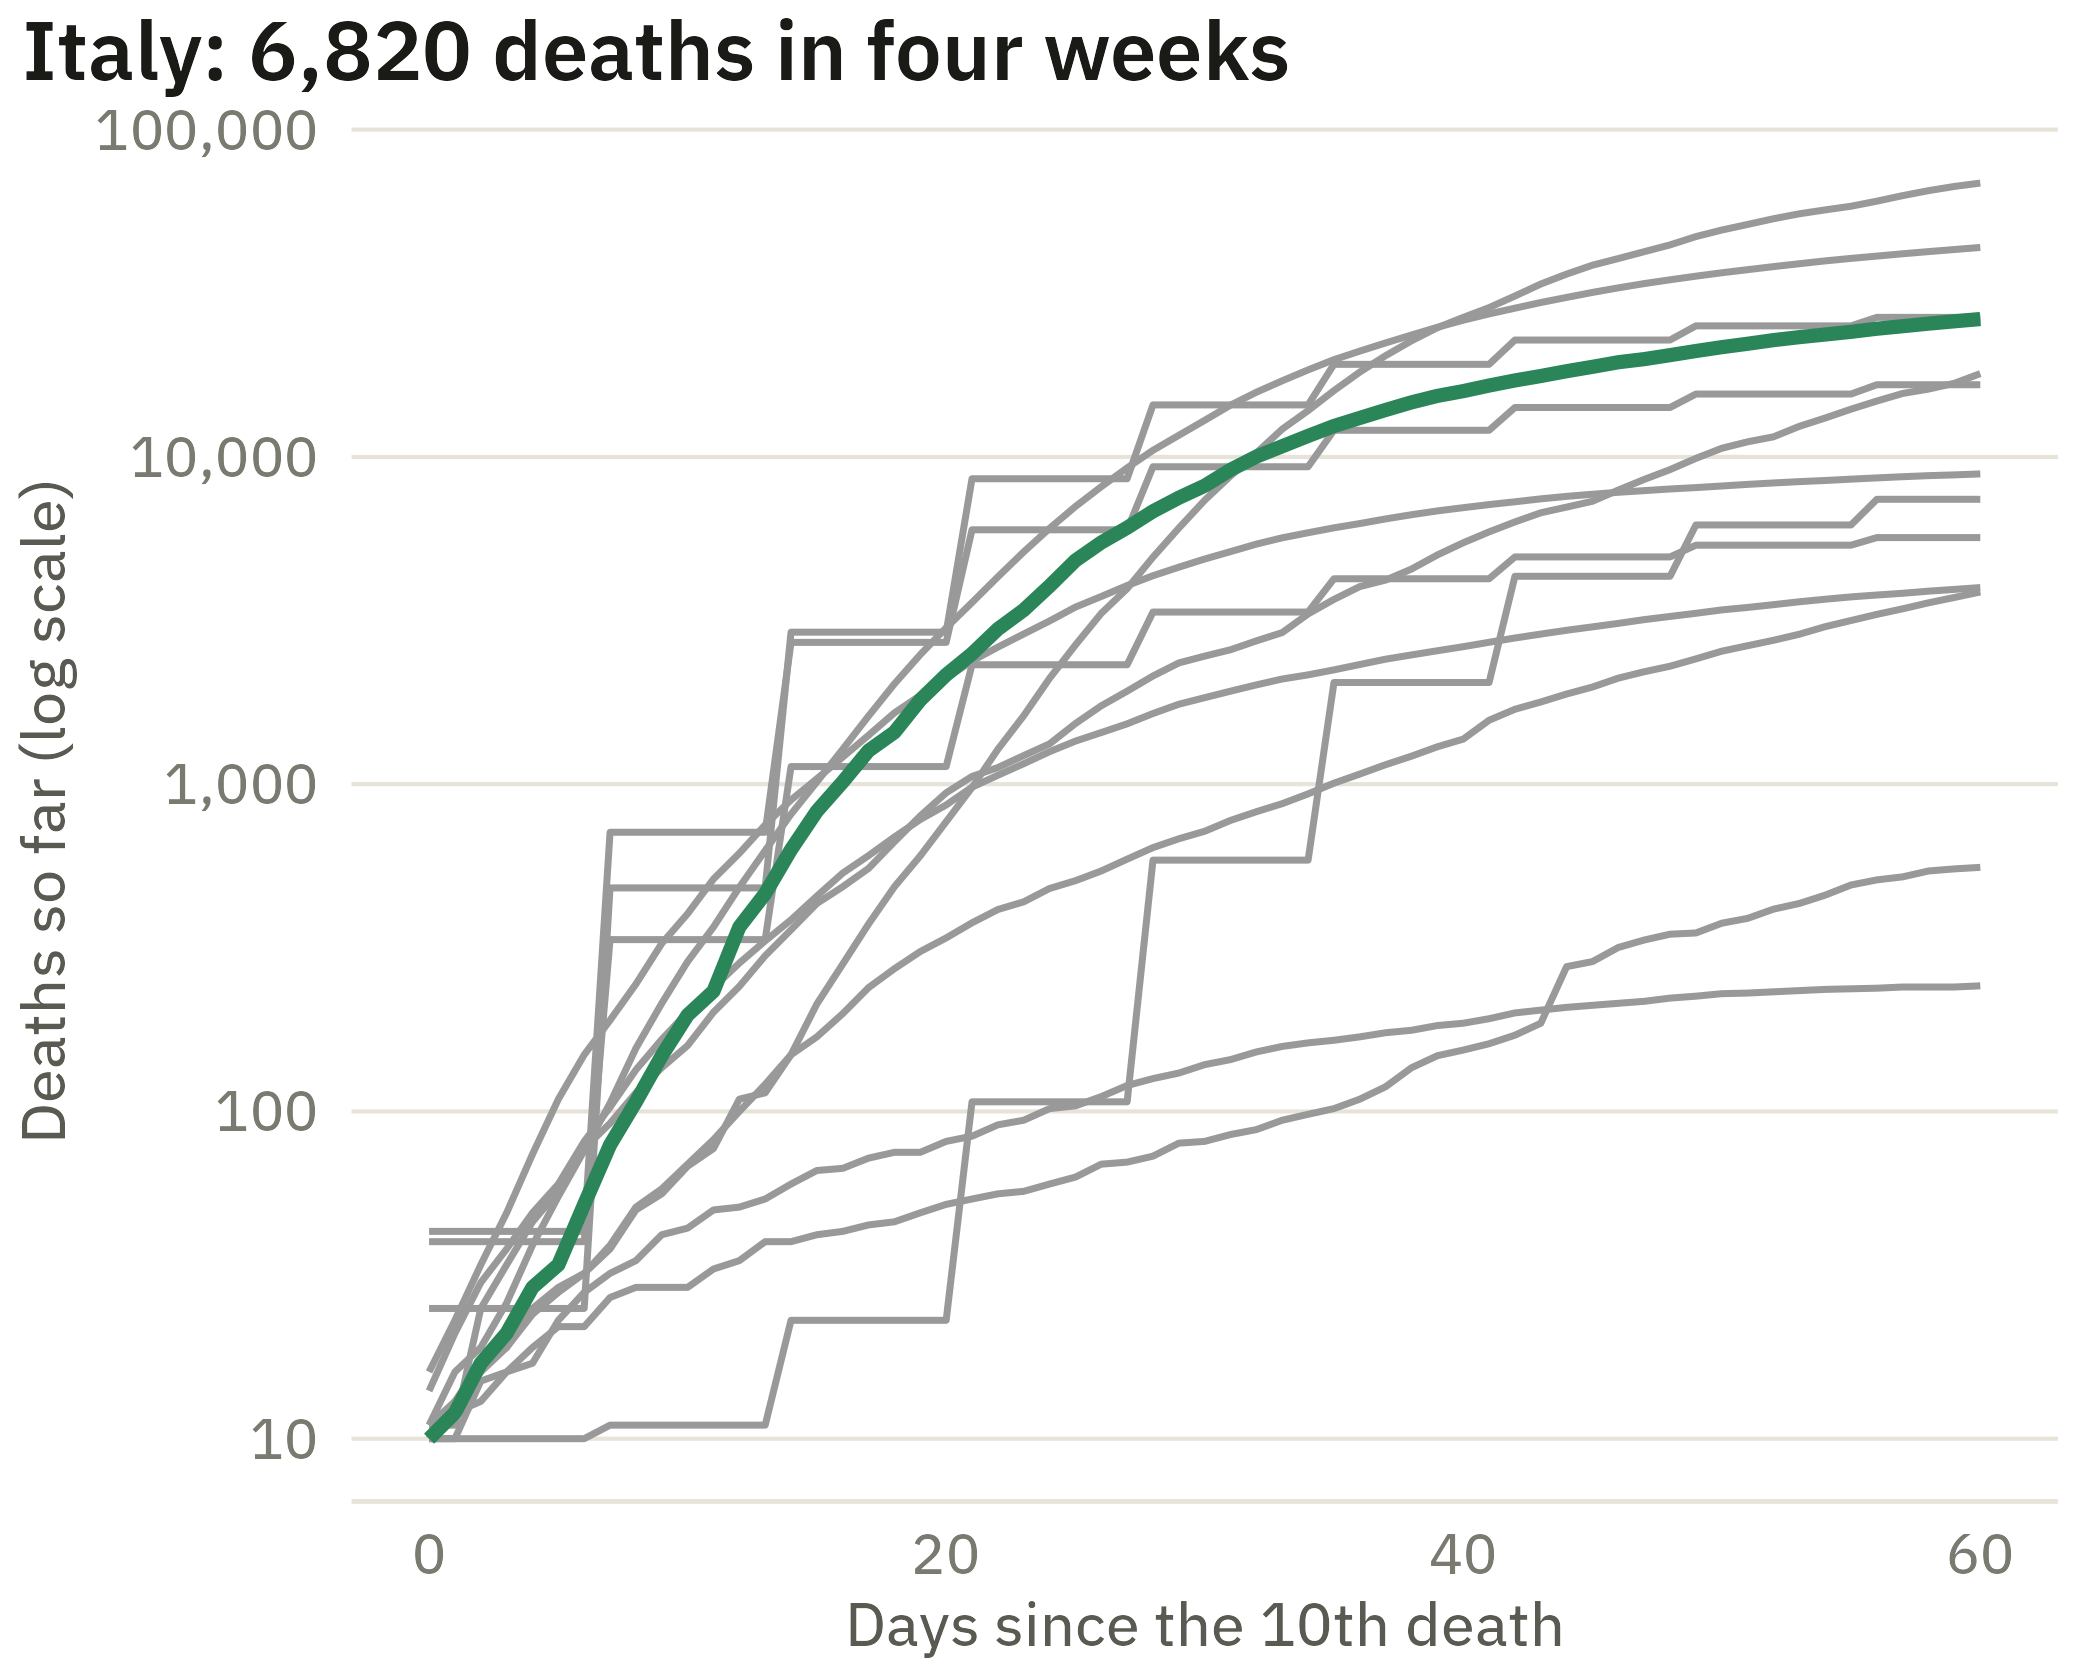 Italy: 6,820 deaths in four weeks
100,000
10,000
1,000
100
10
Deaths so far (log scale)
0 20 40 60
Days since the 10th death